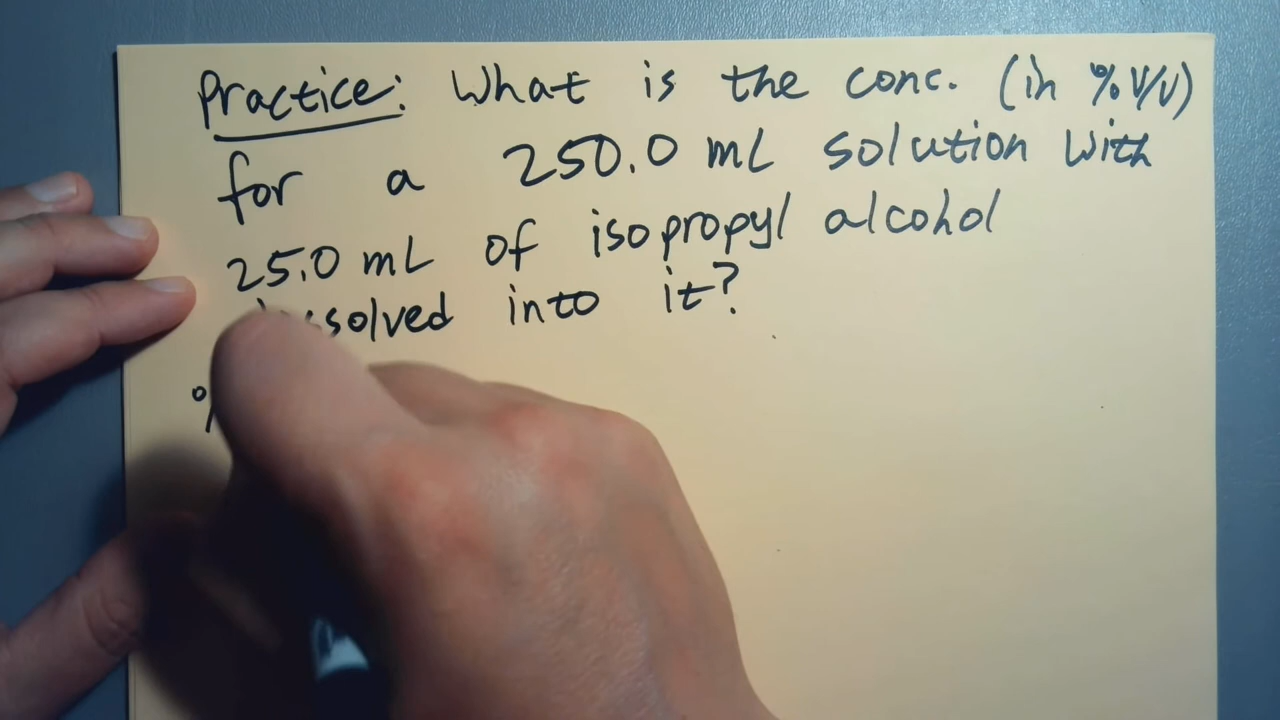 Practice: What is the conc. (in % V/V)
for a 250.0 mL solution with
25.0 mL of isopropyl alcohol
dissolved into it?
%